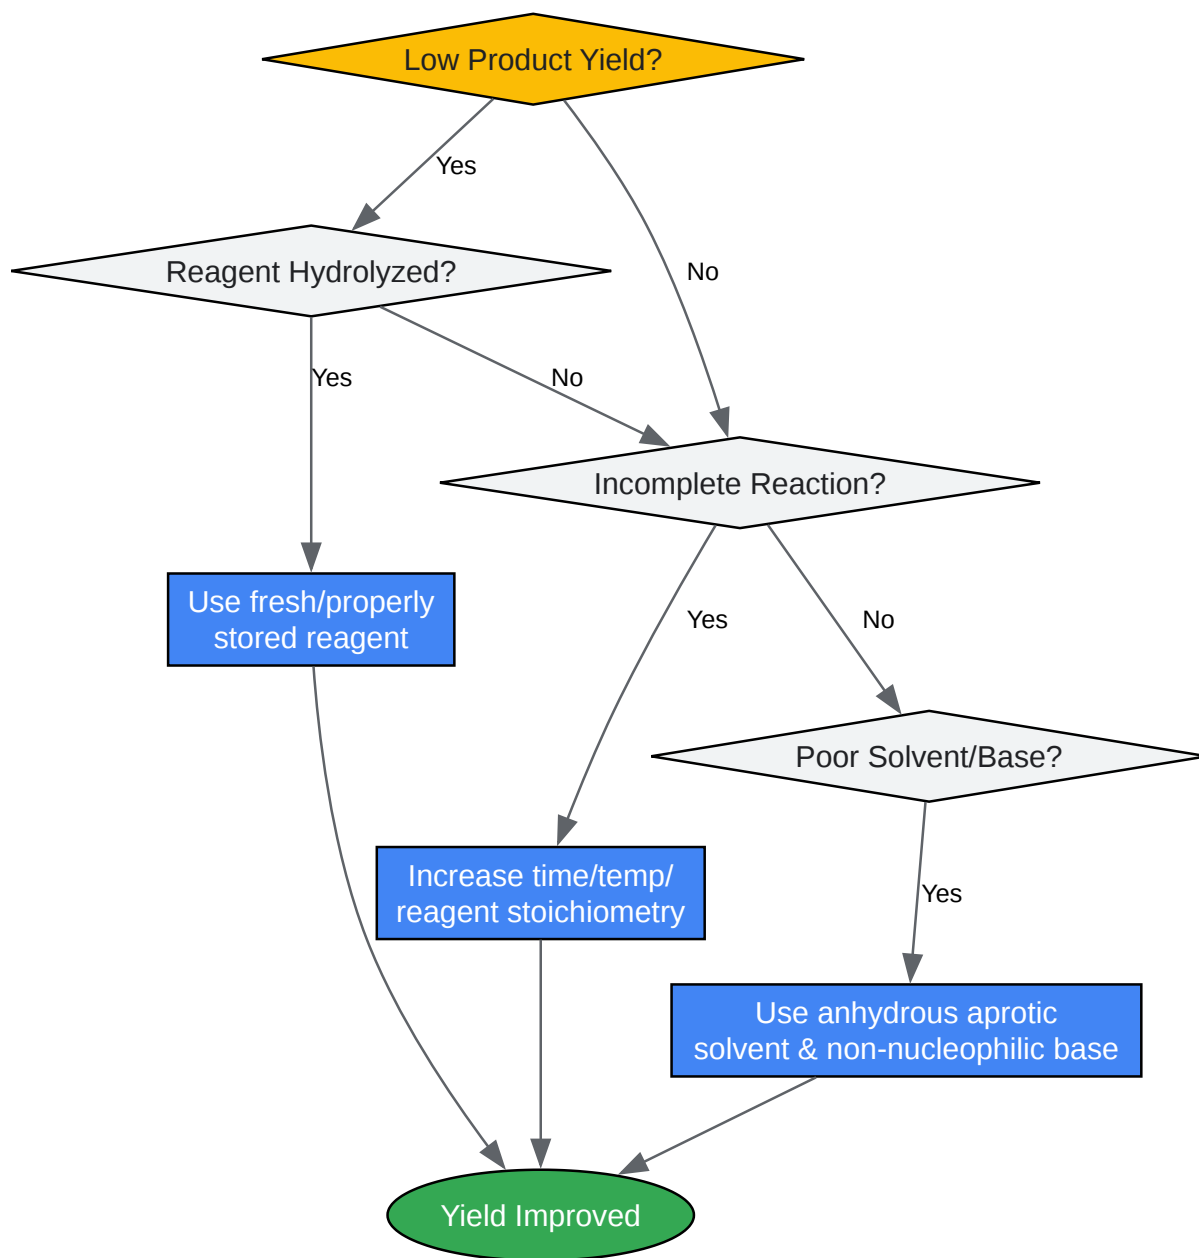 Low Product Yield?
Yes
Reagent Hydrolyzed?
No
Yes
No
Incomplete Reaction?
Use fresh/properly
stored reagent
Yes
No
Poor Solvent/Base?
Increase time/temp/
reagent stoichiometry
Yes
Use anhydrous aprotic
solvent & non-nucleophilic base
Yield Improved